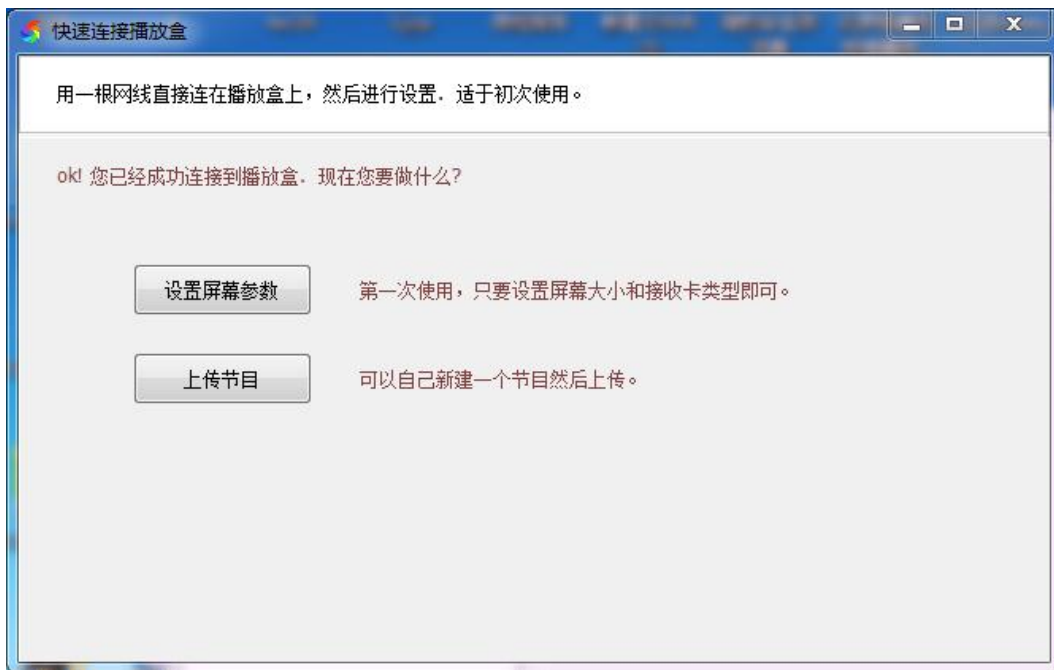 快速连接播放盒
用一根网线直接连在播放盒上，然后进行设置．适于初次使用。
ok! 您已经成功连接到播放盒．现在您要做什么?
设置屏幕参数
第一次使用，只要设置屏幕大小和接收卡类型即可。
上传节目
可以自己新建一个节目然后上传。